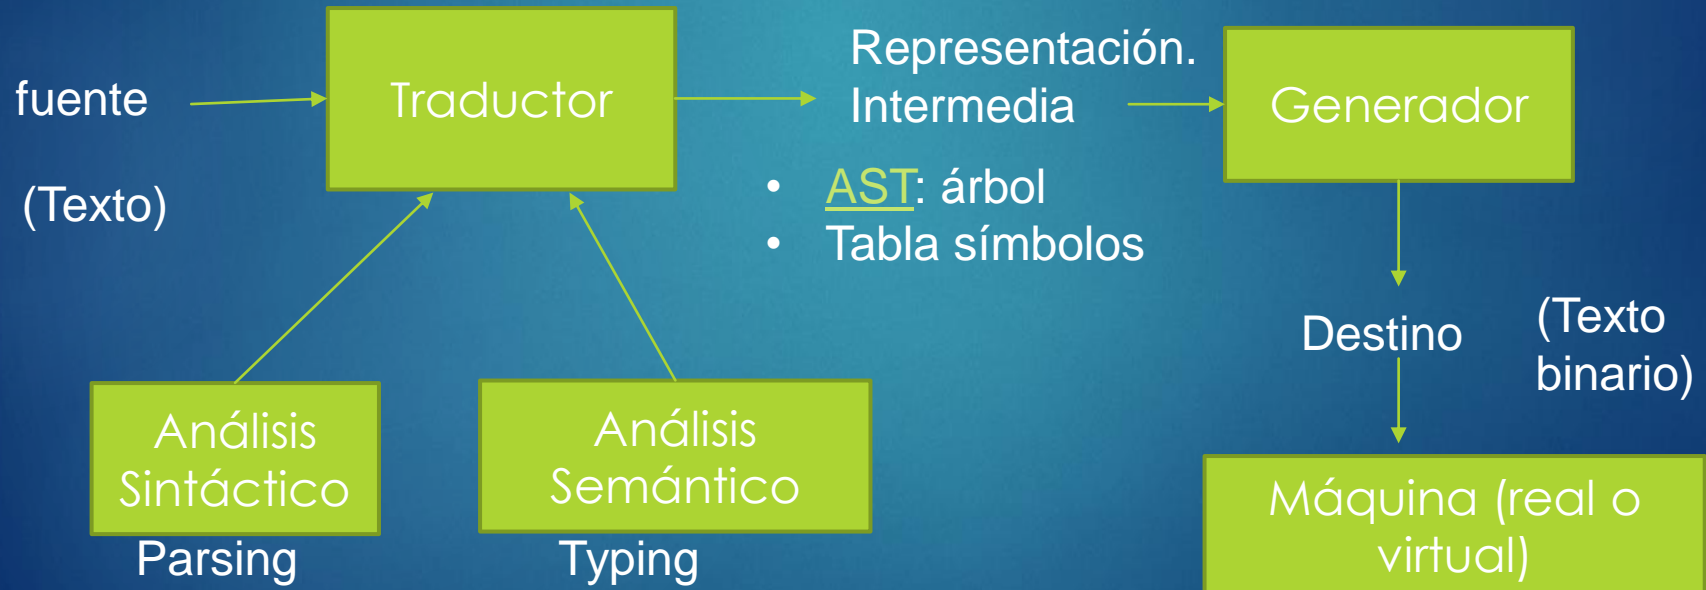 fuente
(Texto)
Traductor
Representación.
Intermedia
• AST: árbol
• Tabla símbolos
Generador
Destino
(Texto
binario)
Análisis
Sintáctico
Parsing
Análisis
Semántico
Typing
Máquina (real o
virtual)